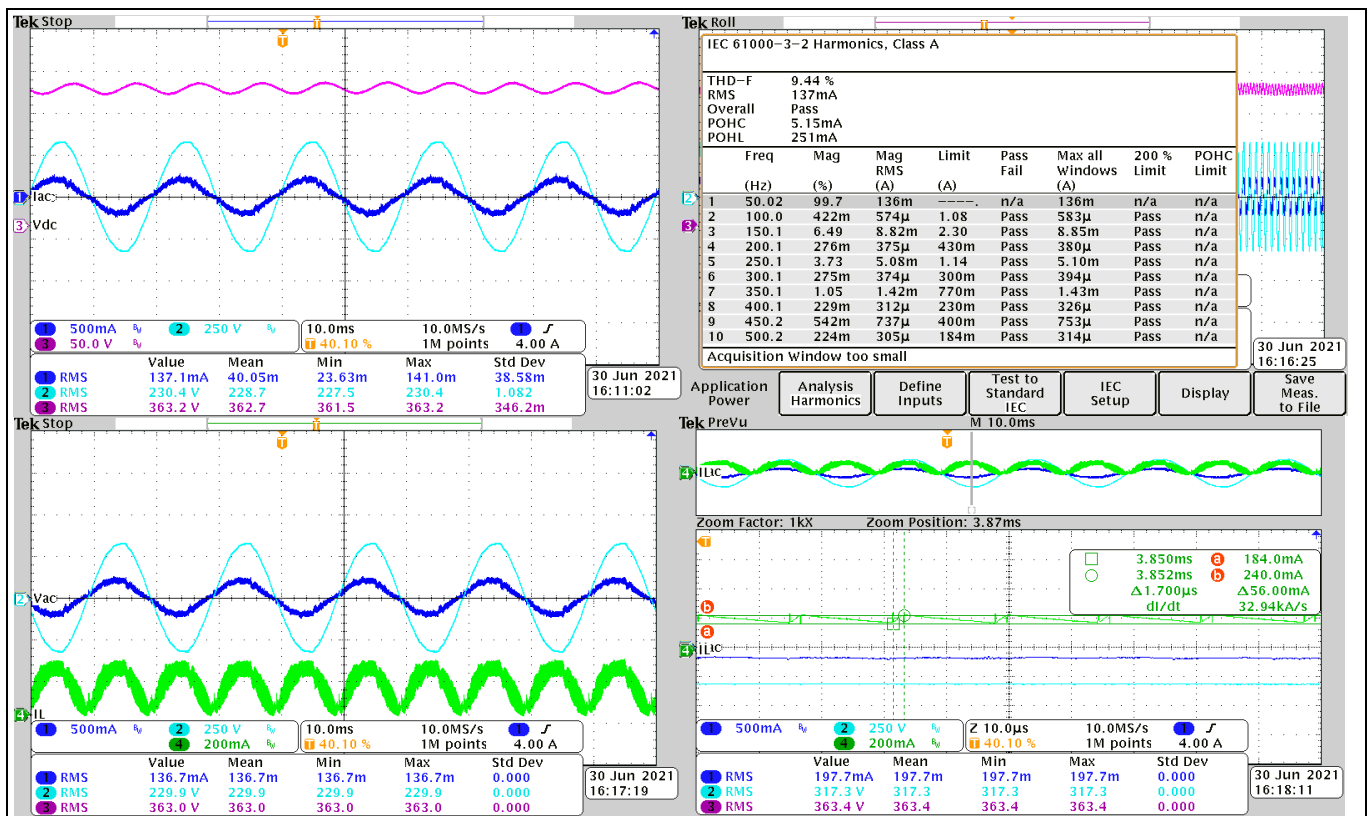 Tek Stop
T
T
1
Iac
3
Vdc
1 500mA BW 2 250 V BW
3 50.0 V BW
10.0ms 10.0MS/s 1 ʃ
T 40.10 % 1M points 4.00 A
Value Mean Min Max Std Dev
1 RMS 137.1mA 40.05m 23.63m 141.0m 38.58m
2 RMS 230.4 V 228.7 227.5 230.4 1.082
3 RMS 363.2 V 362.7 361.5 363.2 346.2m
30 Jun 2021
16:11:02
Tek Roll
T
IEC 61000-3-2 Harmonics, Class A
THD-F 9.44 %
RMS 137mA
Overall Pass
POHC 5.15mA
POHL 251mA
Freq Mag Mag Limit Pass Max all 200 % POHC
RMS Fail Windows Limit Limit
(Hz) (%) (A) (A) (A)
50.02 99.7 136m ----. n/a 136m n/a n/a
2 100.0 422m 574μ 1.08 Pass 583μ Pass n/a
3 150.1 6.49 8.82m 2.30 Pass 8.85m Pass n/a
4 200.1 276m 375μ 430m Pass 380μ Pass n/a
5 250.1 3.73 5.08m 1.14 Pass 5.10m Pass n/a
6 300.1 275m 374μ 300m Pass 394μ Pass n/a
7 350.1 1.05 1.42m 770m Pass 1.43m Pass n/a
8 400.1 229m 312μ 230m Pass 326μ Pass n/a
9 450.2 542m 737μ 400m Pass 753μ Pass n/a
10 500.2 224m 305μ 184m Pass 314μ Pass n/a
Acquisition Window too small
2
3
30 Jun 2021
16:16:25
Application
Power
Analysis
Harmonics
Define
Inputs
Test to
Standard
IEC
IEC
Setup
Display
Save
Meas.
to File
Tek Stop
T
T
2
Vac
4
IL
1 500mA BW 2 250 V BW
4 200mA BW
10.0ms 10.0MS/s 1 ʃ
T 40.10 % 1M points 4.00 A
Value Mean Min Max Std Dev
1 RMS 136.7mA 136.7m 136.7m 136.7m 0.000
2 RMS 229.9 V 229.9 229.9 229.9 0.000
3 RMS 363.0 V 363.0 363.0 363.0 0.000
30 Jun 2021
16:17:19
Tek PreVu M 10.0ms
T
4
Zoom Factor: 1kX Zoom Position: 3.87ms
T
3.850ms a 184.0mA
3.852ms b 240.0mA
Δ1.700μs Δ56.00mA
dI/dt 32.94kA/s
b
a
4
1 500mA BW 2 250 V BW
4 200mA BW
Z 10.0μs 10.0MS/s 1 ʃ
T 40.10 % 1M points 4.00 A
Value Mean Min Max Std Dev
1 RMS 197.7mA 197.7m 197.7m 197.7m 0.000
2 RMS 317.3 V 317.3 317.3 317.3 0.000
3 RMS 363.4 V 363.4 363.4 363.4 0.000
30 Jun 2021
16:18:11